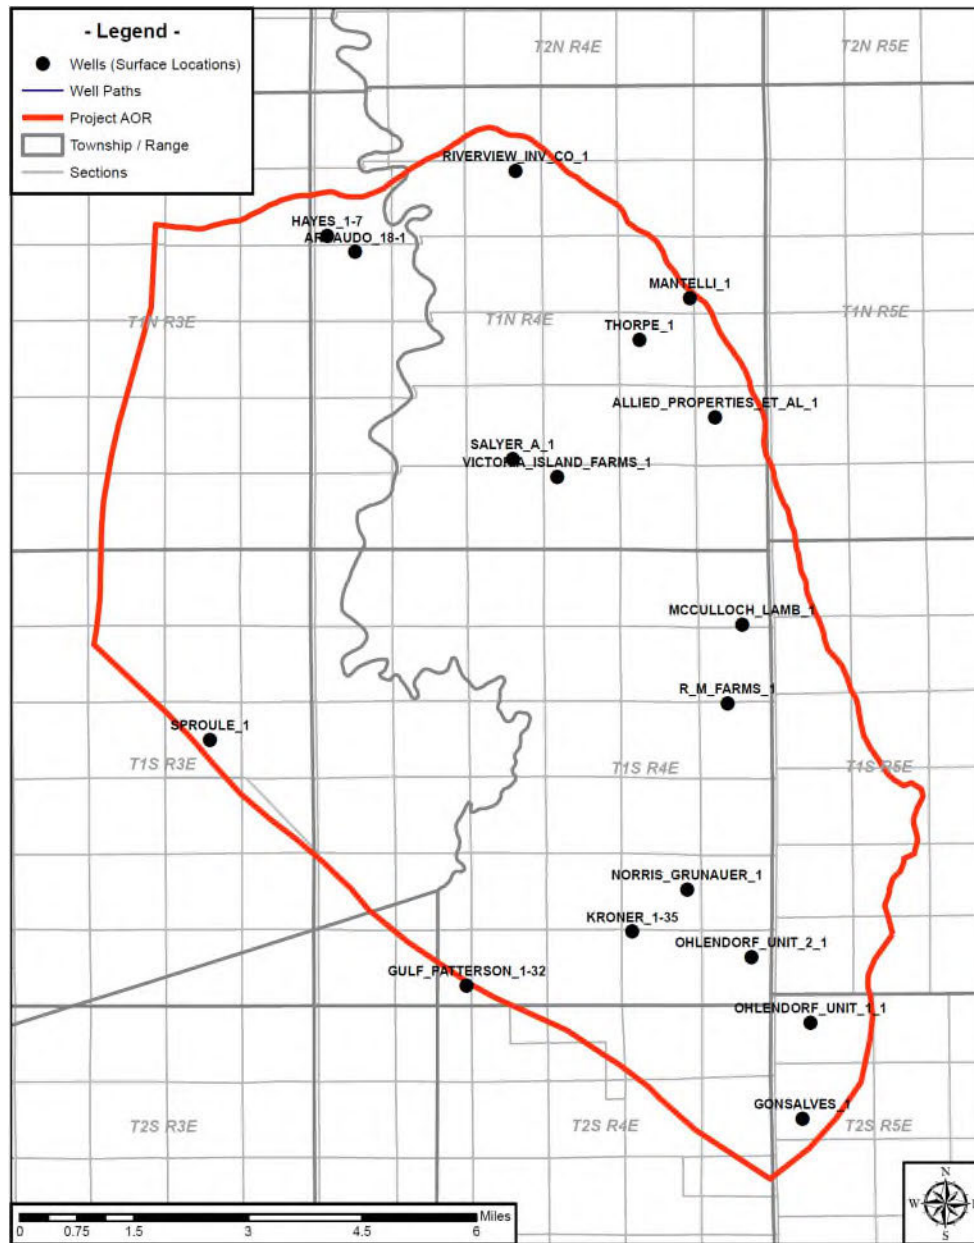 - Legend -
Wells (Surface Locations)
Well Paths
Project AOR
Township / Range
Sections
T2N R4E
T2N R5E
RIVERVIEW_INV_CO_1
HAYES_1-7
ARNAUDO_18-1
MANTELLI_1
T1N R3E
T1N R4E
T1N R5E
THORPE_1
ALLIED_PROPERTIES_ET_AL_1
SALYER_A_1
VICTORIA_ISLAND_FARMS_1
MCCULLOCH_LAMB_1
R_M_FARMS_1
SPROULE_1
T1S R3E
T1S R4E
T1S R5E
NORRIS_GRUNAUER_1
KRONER_1-35
OHLENDORF_UNIT_2_1
GULF_PATTERSON_1-32
OHLENDORF_UNIT_1_1
GONSALVES_1
T2S R3E
T2S R4E
T2S R5E
N
W
S
Miles
0 0.75 1.5 3 4.5 6